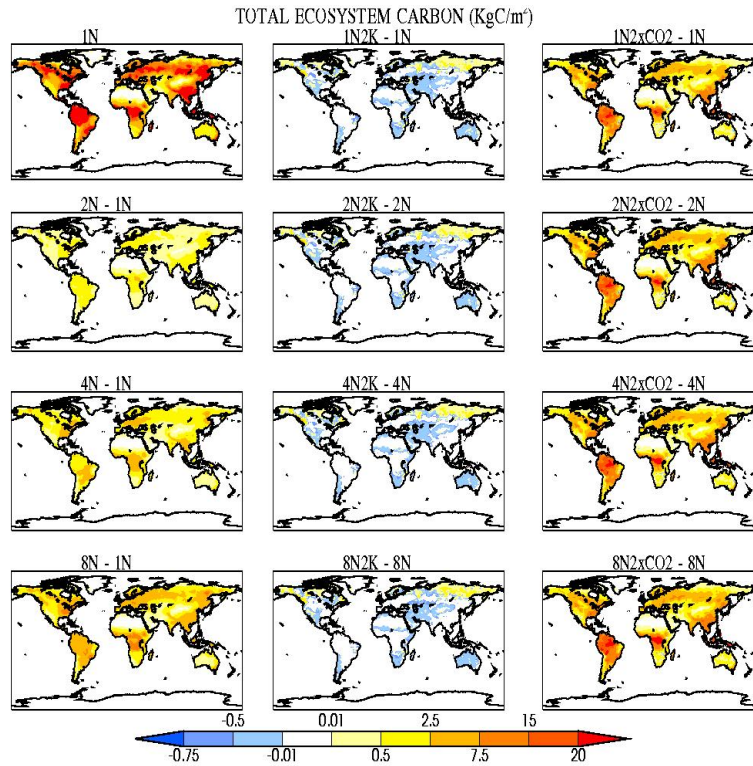 TOTAL ECOSYSTEM CARBON (KgC/m²)
1N 1N2K - 1N 1N2xCO2 - 1N
2N - 1N 2N2K - 2N 2N2xCO2 - 2N
4N - 1N 4N2K - 4N 4N2xCO2 - 4N
8N - 1N 8N2K - 8N 8N2xCO2 - 8N
-0.5 0.01 2.5 15
-0.75 -0.01 0.5 7.5 20